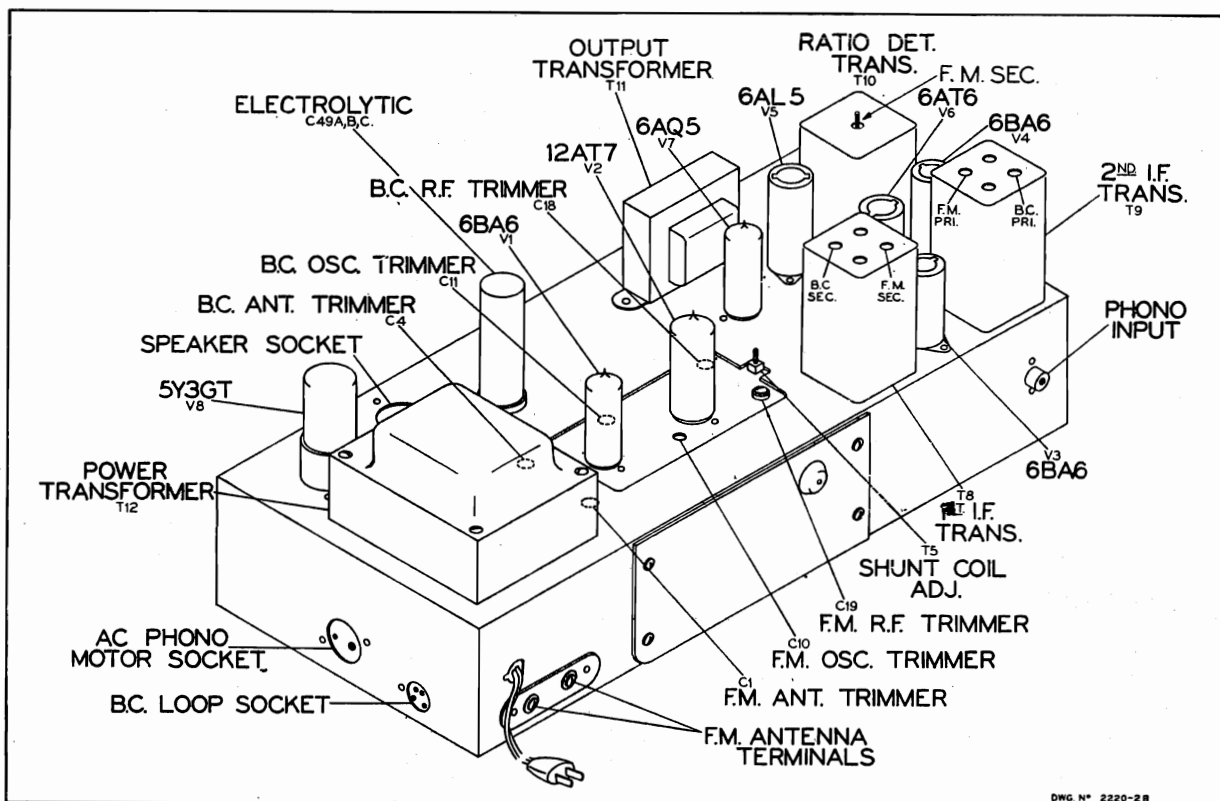 OUTPUT
TRANSFORMER
T11
RATIO DET.
TRANS.
T10
F. M. SEC.
ELECTROLYTIC
C49A,B,C.
6AL5
V5
6AT6
V6
6AQ5
V7
6BA6
V4
12AT7
V2
B.C. R.F. TRIMMER
C18
2ND I.F.
TRANS.
T9
F.M.
PRI.
B.C.
PRI.
6BA6
V1
B.C. OSC. TRIMMER
C11
B.C
SEC.
F.M.
SEC.
B.C. ANT. TRIMMER
C4
PHONO
INPUT
SPEAKER SOCKET
5Y3GT
V8
V3
6BA6
POWER
TRANSFORMER
T12
T8
I.F.
TRANS.
T5
SHUNT COIL
ADJ.
C19
F.M. R.F. TRIMMER
AC PHONO
MOTOR SOCKET
C10
F.M. OSC. TRIMMER
C1
F.M. ANT. TRIMMER
B.C. LOOP SOCKET
F.M. ANTENNA
TERMINALS
DWG. Nº 2220-28